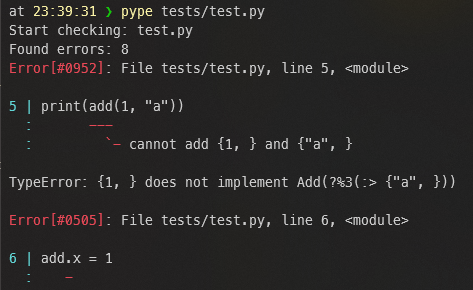 at 23:39:31 ❯ pype tests/test.py
Start checking: test.py
Found errors: 8
Error[#0952]: File tests/test.py, line 5, <module>
5 | print(add(1, "a"))
  :       ---
  :         `- cannot add {1, } and {"a", }
TypeError: {1, } does not implement Add(?%3(:> {"a", }))
Error[#0505]: File tests/test.py, line 6, <module>
6 | add.x = 1
  :    -